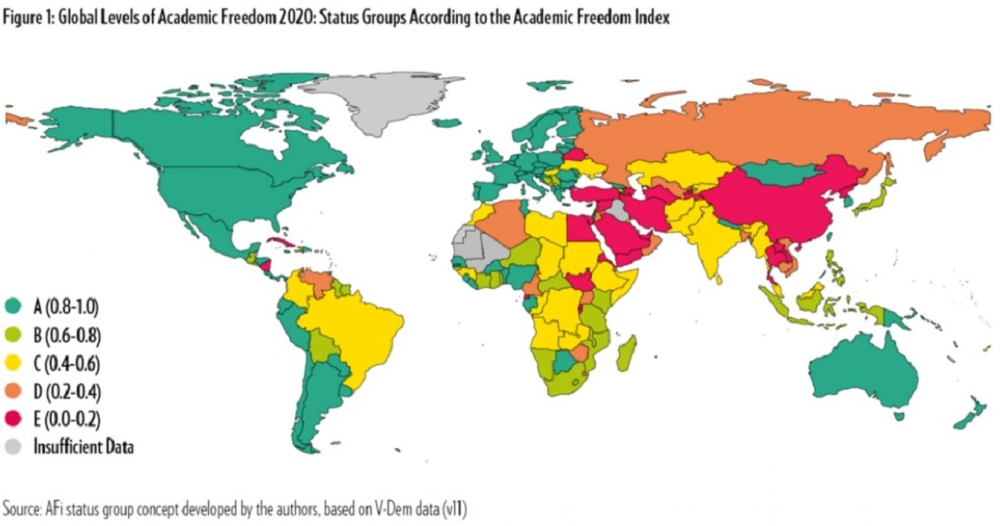 Figure 1: Global Levels of Academic Freedom 2020: Status Groups According to the Academic Freedom Index
A (0.8-1.0)
B (0.6-0.8)
C (0.4-0.6)
D (0.2-0.4)
E (0.0-0.2)
Insufficient Data
Source: AFi status group concept developed by the authors, based on V-Dem data (v11)